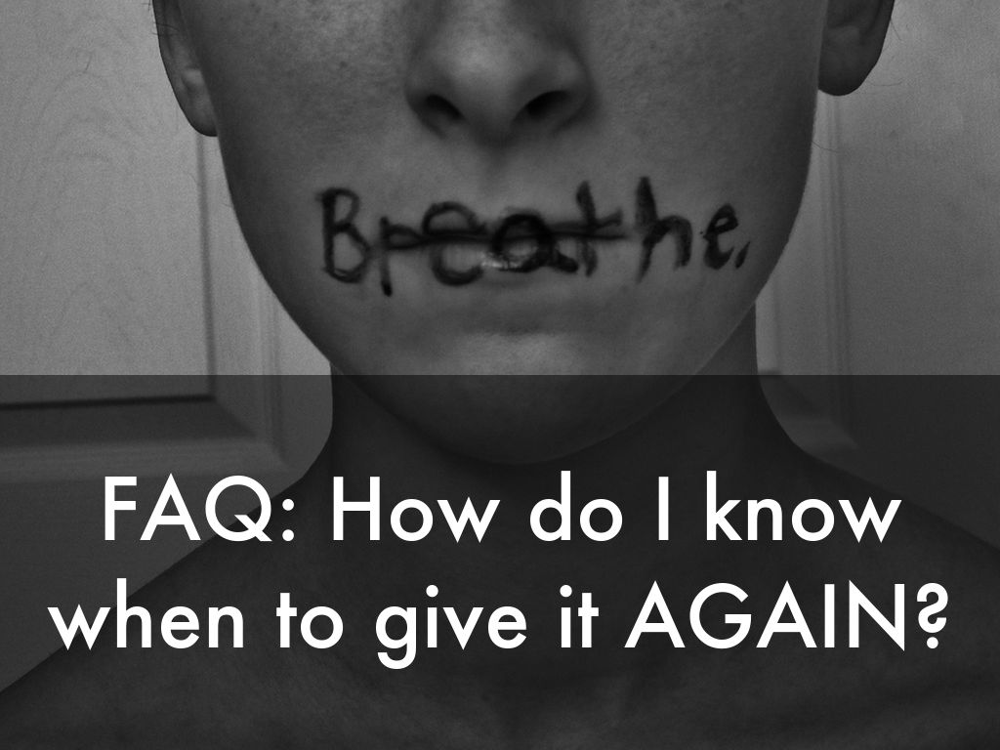 Breathe.
FAQ: How do I know
when to give it AGAIN?